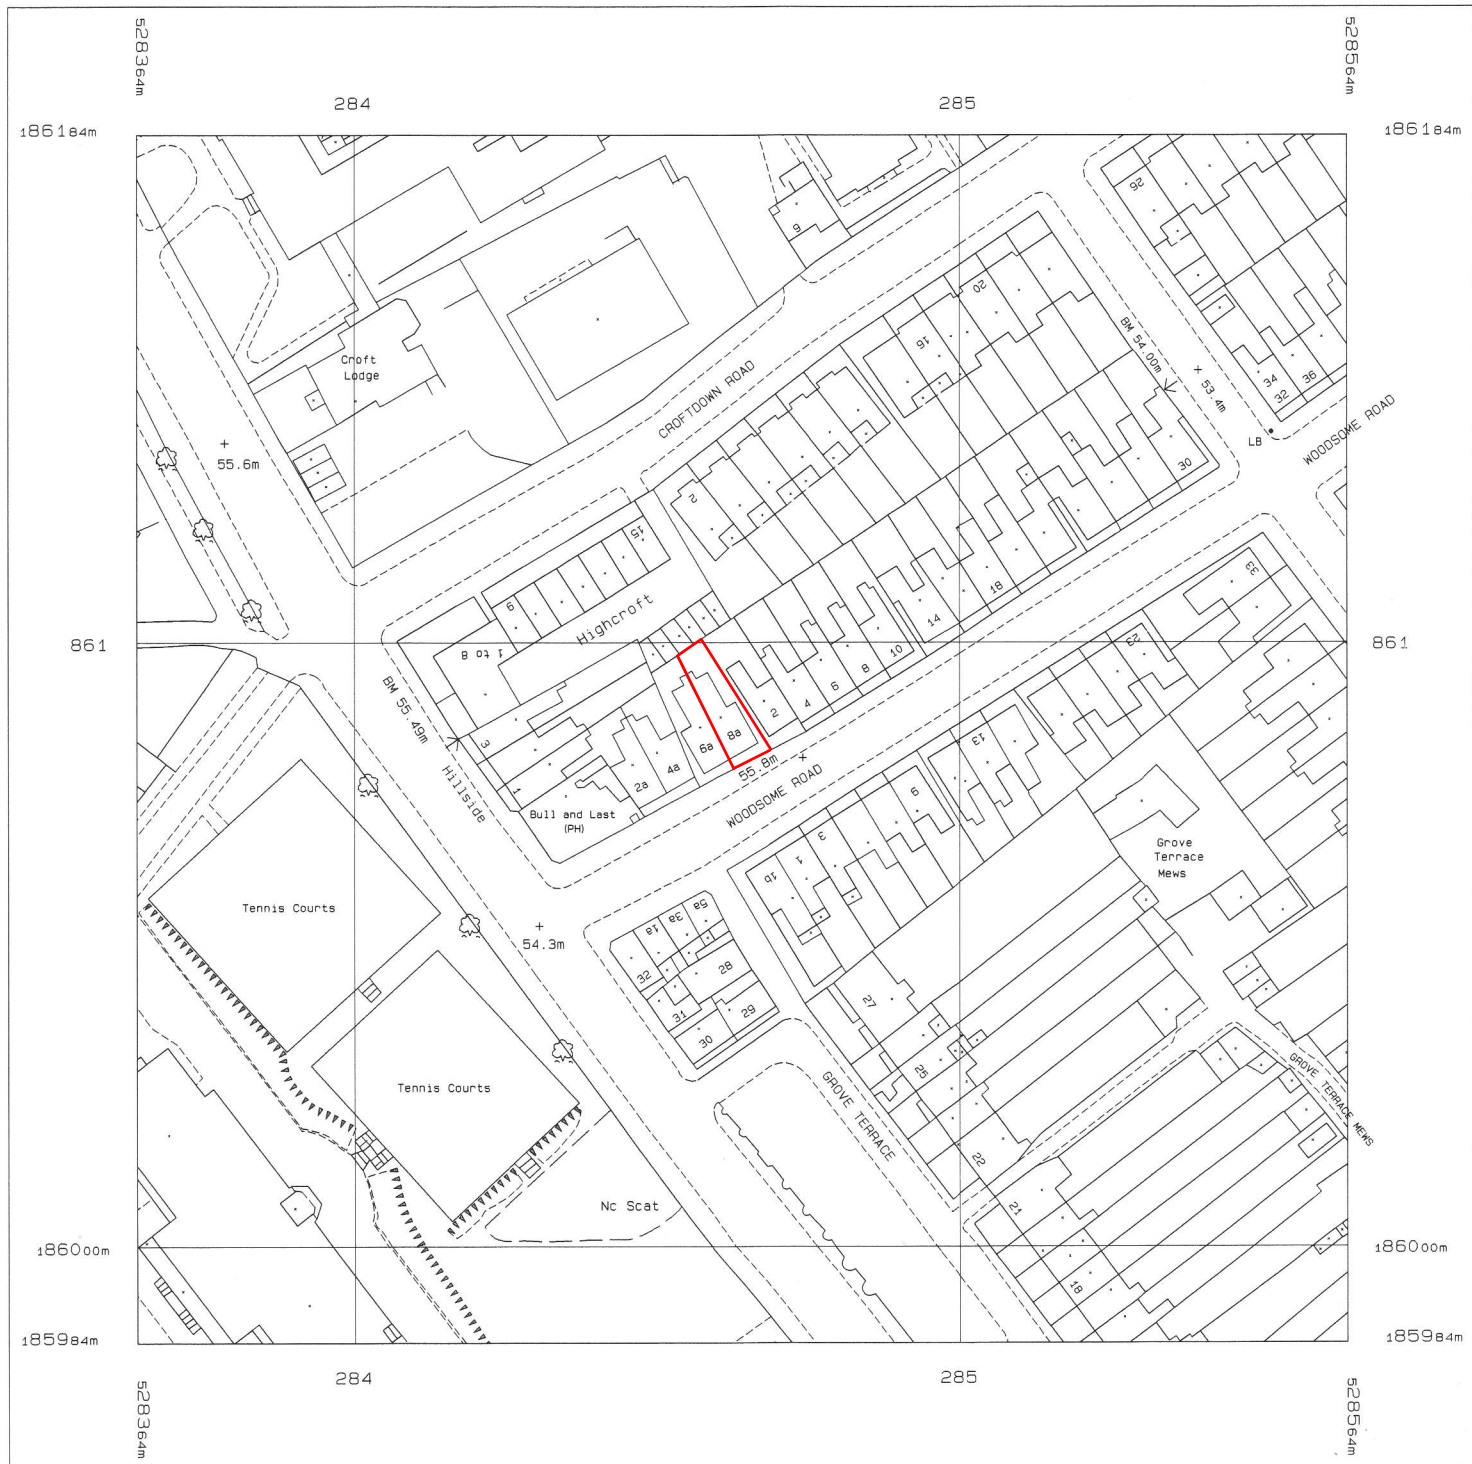 528364m
528564m
284
285
186184m
186184m
26
9
20
16
Croft
Lodge
BM 54.00m
53.4m
34
32
36
CROFTDOWN ROAD
LB
WOODSOME ROAD
55.6m
2
30
15
9
Highcroft
18
14
10
8
6
4
2
33
23
13
861
861
1 to 8
BM 55.49m
3
1
Hillside
2a
4a
6a
8a
55.8m
WOODSOME ROAD
Bull and Last
(PH)
9
3
1
1b
Grove
Terrace
Mews
Tennis Courts
54.3m
1a
3a
5a
32
28
31
29
30
27
25
22
21
18
GROVE TERRACE
GROVE TERRACE MEWS
Tennis Courts
Nc Scat
186000m
186000m
185984m
185984m
284
285
528364m
528564m